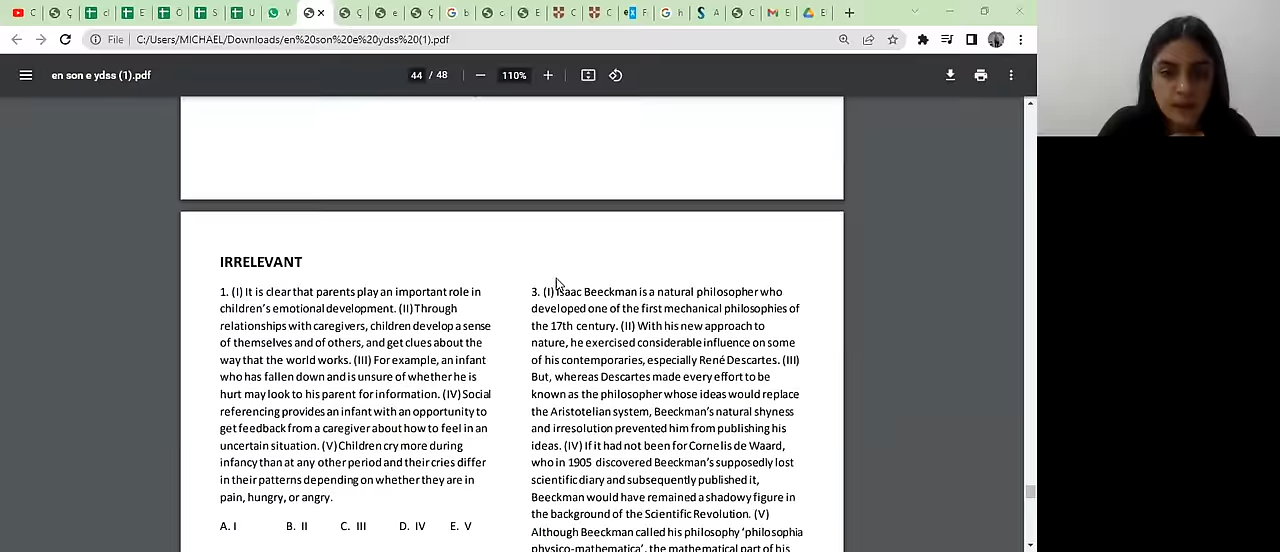 C
Ç
E
cl
E
Ö
S
U
V
Ç
e
Ç
b
c
E
C
C
eX F
h
S A
C
E
E
File
C:/Users/MICHAEL/Downloads/en%20son%20e%20ydss%20(1).pdf
en son e ydss (1).pdf
44 / 48
110%
IRRELEVANT
1. (I) It is clear that parents play an important role in
children's emotional development. (II) Through
relationships with caregivers, children develop a sense
of themselves and of others, and get clues about the
way that the world works. (III) For example, an infant
who has fallen down and is unsure of whether he is
hurt may look to his parent for information. (IV) Social
referencing provides an infant with an opportunity to
get feedback from a caregiver about how to feel in an
uncertain situation. (V) Children cry more during
infancy than at any other period and their cries differ
in their patterns depending on whether they are in
pain, hungry, or angry.
A. I B. II C. III D. IV E. V
3. (I) Isaac Beeckman is a natural philosopher who
developed one of the first mechanical philosophies of
the 17th century. (II) With his new approach to
nature, he exercised considerable influence on some
of his contemporaries, especially René Descartes. (III)
But, whereas Descartes made every effort to be
known as the philosopher whose ideas would replace
the Aristotelian system, Beeckman's natural shyness
and irresolution prevented him from publishing his
ideas. (IV) If it had not been for Cornelis de Waard,
who in 1905 discovered Beeckman's supposedly lost
scientific diary and subsequently published it,
Beeckman would have remained a shadowy figure in
the background of the Scientific Revolution. (V)
Although Beeckman called his philosophy 'philosophia
physico-mathematica', the mathematical part of his